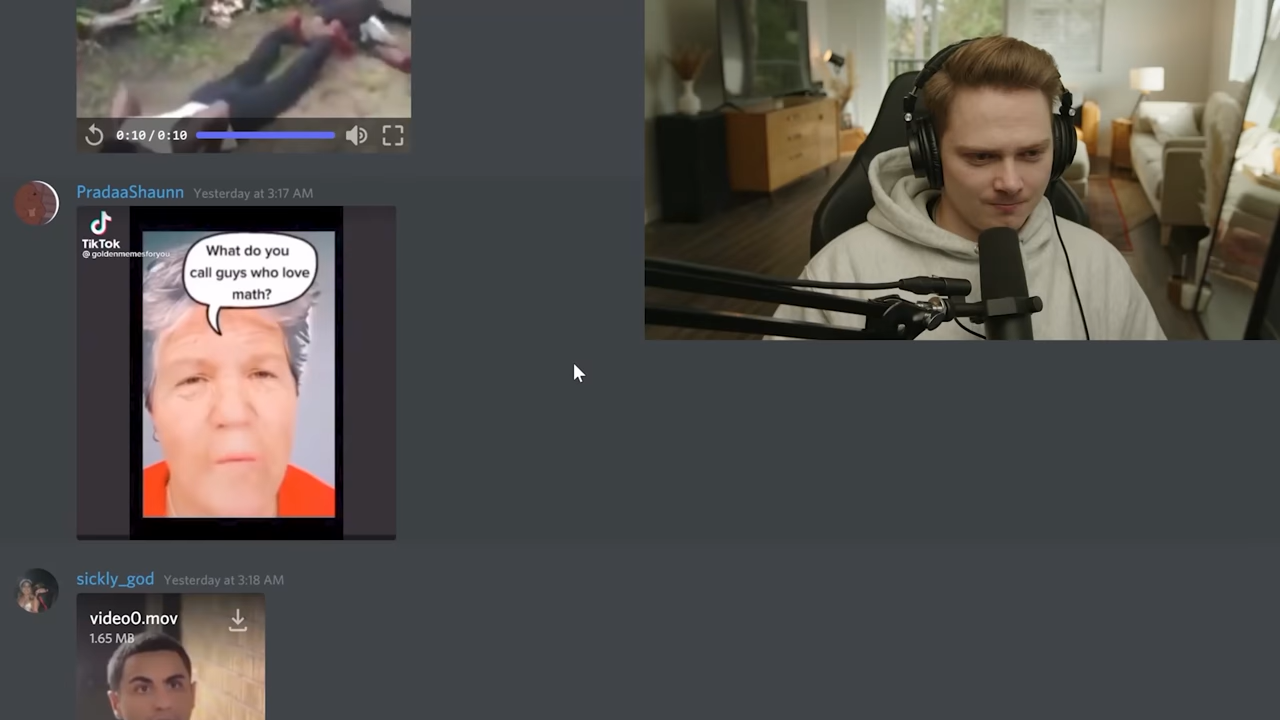 0:10/0:10
PradaaShaunn Yesterday at 3:17 AM
TikTok
@goldenmemesforyou
What do you
call guys who love
math?
sickly_god Yesterday at 3:18 AM
video0.mov
1.65 MB